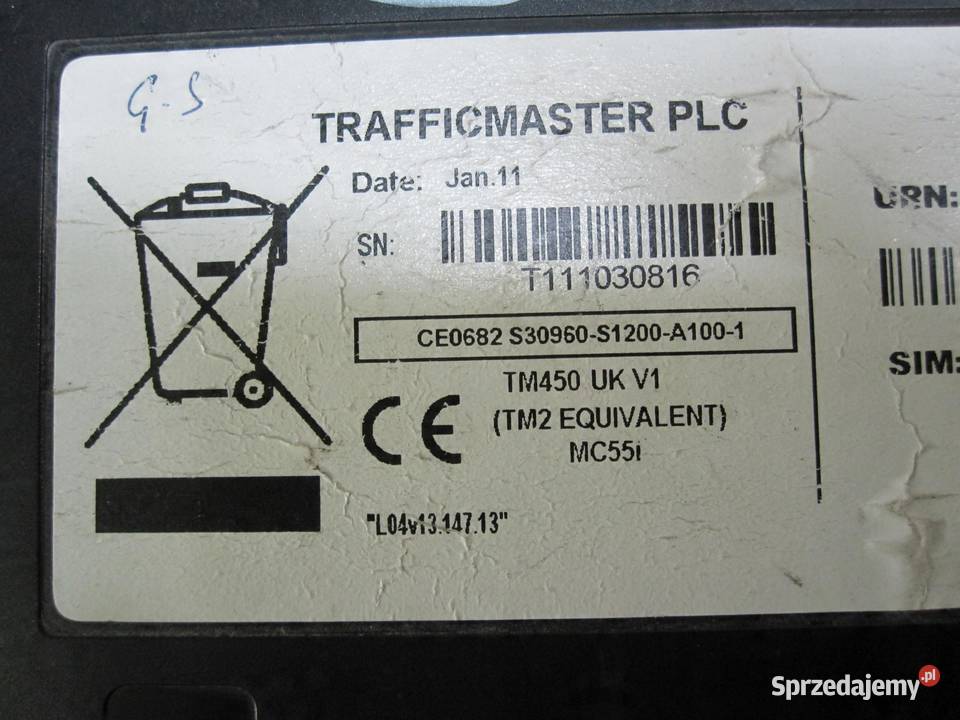 G-S
TRAFFICMASTER PLC
Date: Jan.11
SN:
T111030816
CE0682 S30960-S1200-A100-1
TM450 UK V1
(TM2 EQUIVALENT)
MC55i
CE
"L04v13.147.13"
URN:
SIM:
Sprzedajemy.pl